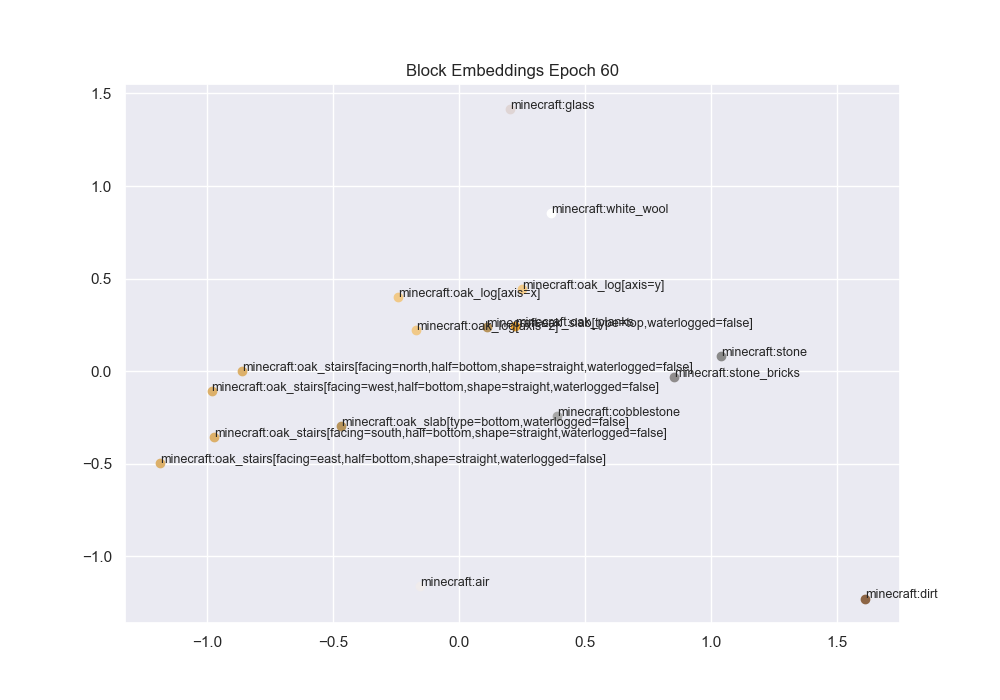 Block Embeddings Epoch 60
1.5
minecraft:glass
1.0
minecraft:white_wool
0.5
minecraft:oak_log[axis=y]
minecraft:oak_log[axis=x]
minecraft:oak_planks
minecraft:oak_slab[type=top,waterlogged=false]
minecraft:oak_log[axis=z]
minecraft:stone
0.0
minecraft:oak_stairs[facing=north,half=bottom,shape=straight,waterlogged=false]
minecraft:stone_bricks
minecraft:oak_stairs[facing=west,half=bottom,shape=straight,waterlogged=false]
minecraft:cobblestone
minecraft:oak_slab[type=bottom,waterlogged=false]
minecraft:oak_stairs[facing=south,half=bottom,shape=straight,waterlogged=false]
−0.5
minecraft:oak_stairs[facing=east,half=bottom,shape=straight,waterlogged=false]
−1.0
minecraft:air
minecraft:dirt
−1.0 −0.5 0.0 0.5 1.0 1.5